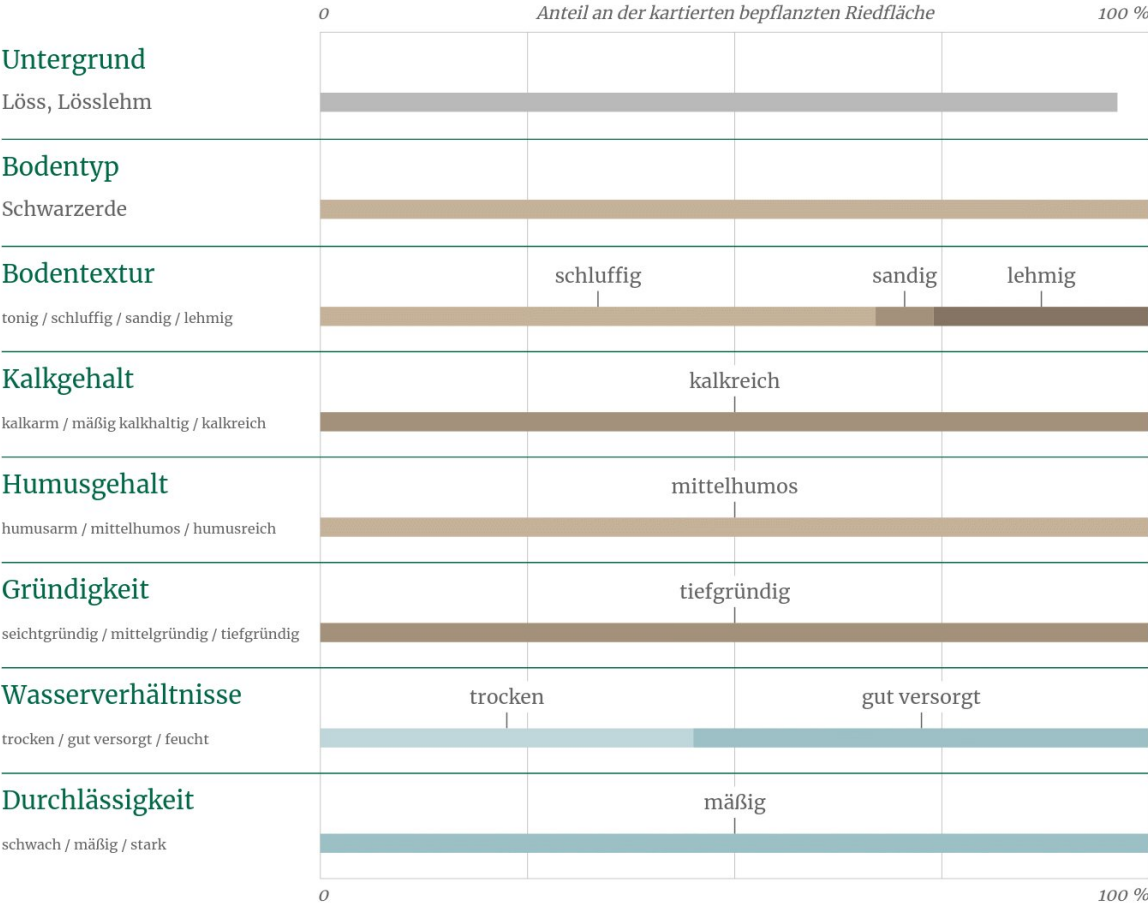 0 Anteil an der kartierten bepflanzten Riedfläche 100 %
Untergrund
Löss, Lösslehm
Bodentyp
Schwarzerde
Bodentextur
schluffig sandig lehmig
tonig / schluffig / sandig / lehmig
Kalkgehalt
kalkreich
kalkarm / mäßig kalkhaltig / kalkreich
Humusgehalt
mittelhumos
humusarm / mittelhumos / humusreich
Gründigkeit
tiefgründig
seichtgründig / mittelgründig / tiefgründig
Wasserverhältnisse
trocken gut versorgt
trocken / gut versorgt / feucht
Durchlässigkeit
mäßig
schwach / mäßig / stark
0 100 %